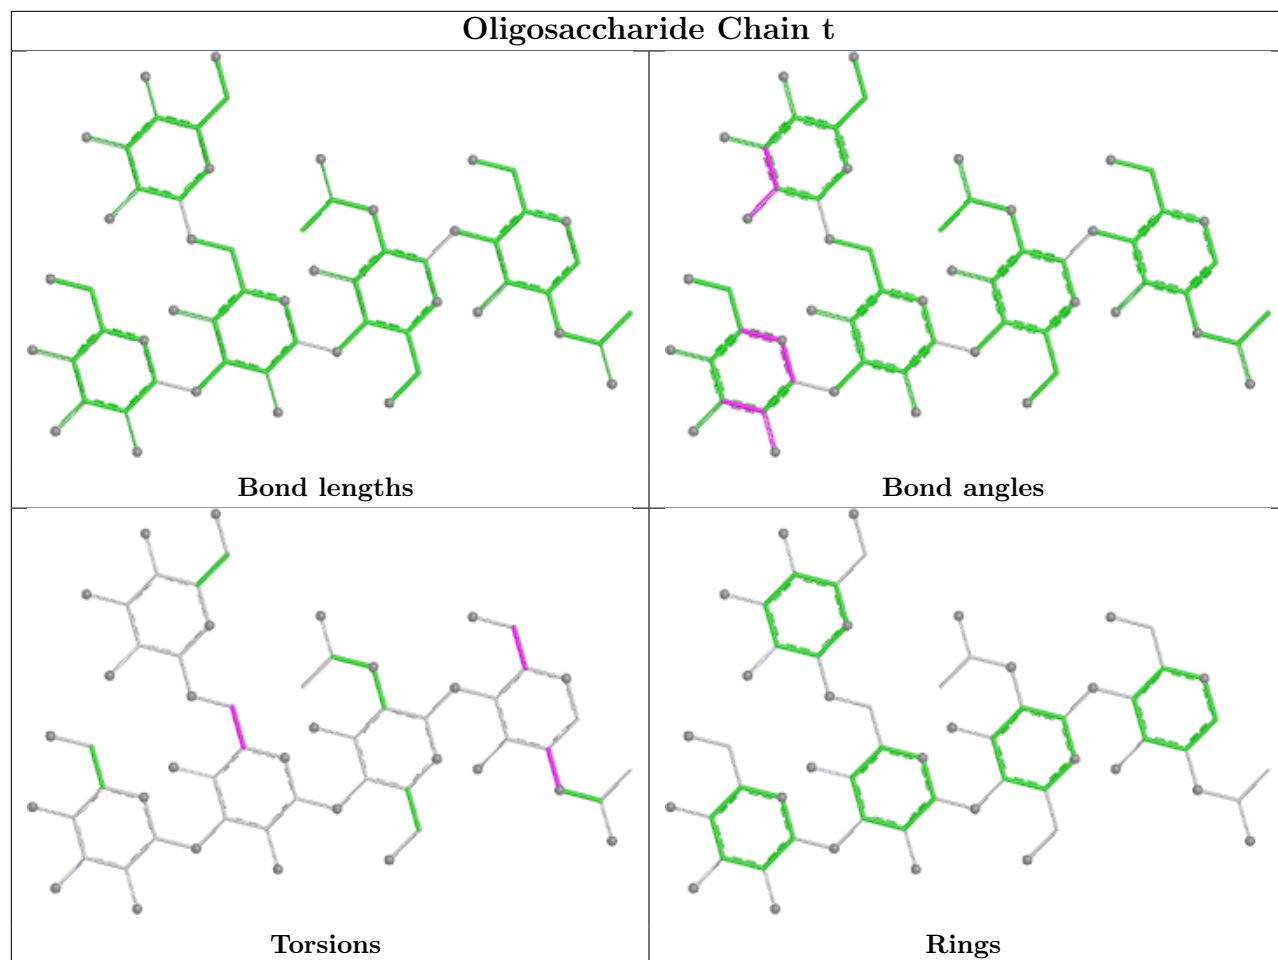 Oligosaccharide Chain t
Bond lengths
Bond angles
Torsions
Rings